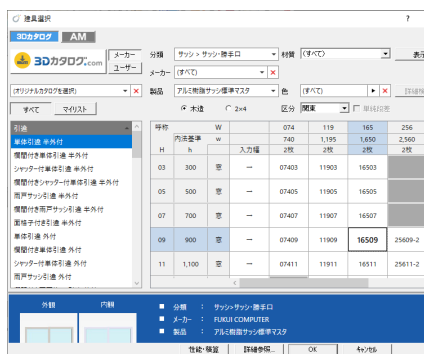 建具選択 ?
3Dカタログ AM
3Dカタログ.com メーカー ユーザー
分類 サッシ > サッシ・勝手口 材質 (すべて) 表示
メーカー (すべて)
(オリジナルカタログを選択) 製品 アルミ樹脂サッシ標準マスタ 色 (すべて)
すべて マイリスト 木造 2×4 区分 関東 単純段差
引違
単体引違 半外付
欄間付き単体引違 半外付
シャッター付単体引違 半外付
欄間付きシャッター付単体引違 半外付
雨戸サッシ引違 半外付
欄間付き雨戸サッシ引違 半外付
面格子付き引違 半外付
単体引違 外付
欄間付き単体引違 外付
シャッター付単体引違 外付
雨戸サッシ引違 外付
呼称 W 074 119 165 256
内法基準 w 740 1,195 1,650 2,560
H h 入力幅 2枚 2枚 2枚 2枚
03 300 窓 — 07403 11903 16503
05 500 窓 — 07405 11905 16505
07 700 窓 — 07407 11907 16507
09 900 窓 — 07409 11909 16509 25609-2
11 1,100 窓 — 07411 11911 16511 25611-2
外観 内観
■ 分類 : サッシ>サッシ・勝手口
■ メーカー : FUKUI COMPUTER
■ 製品 : アルミ樹脂サッシ標準マスタ
性能・積算 詳細参照... OK キャンセル